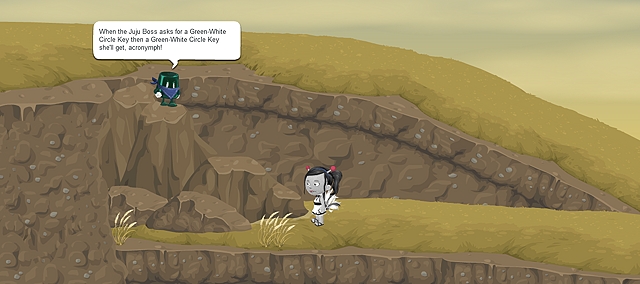 When the Juju Boss asks for a Green-White
Circle Key then a Green-White Circle Key
she'll get, acronymph!